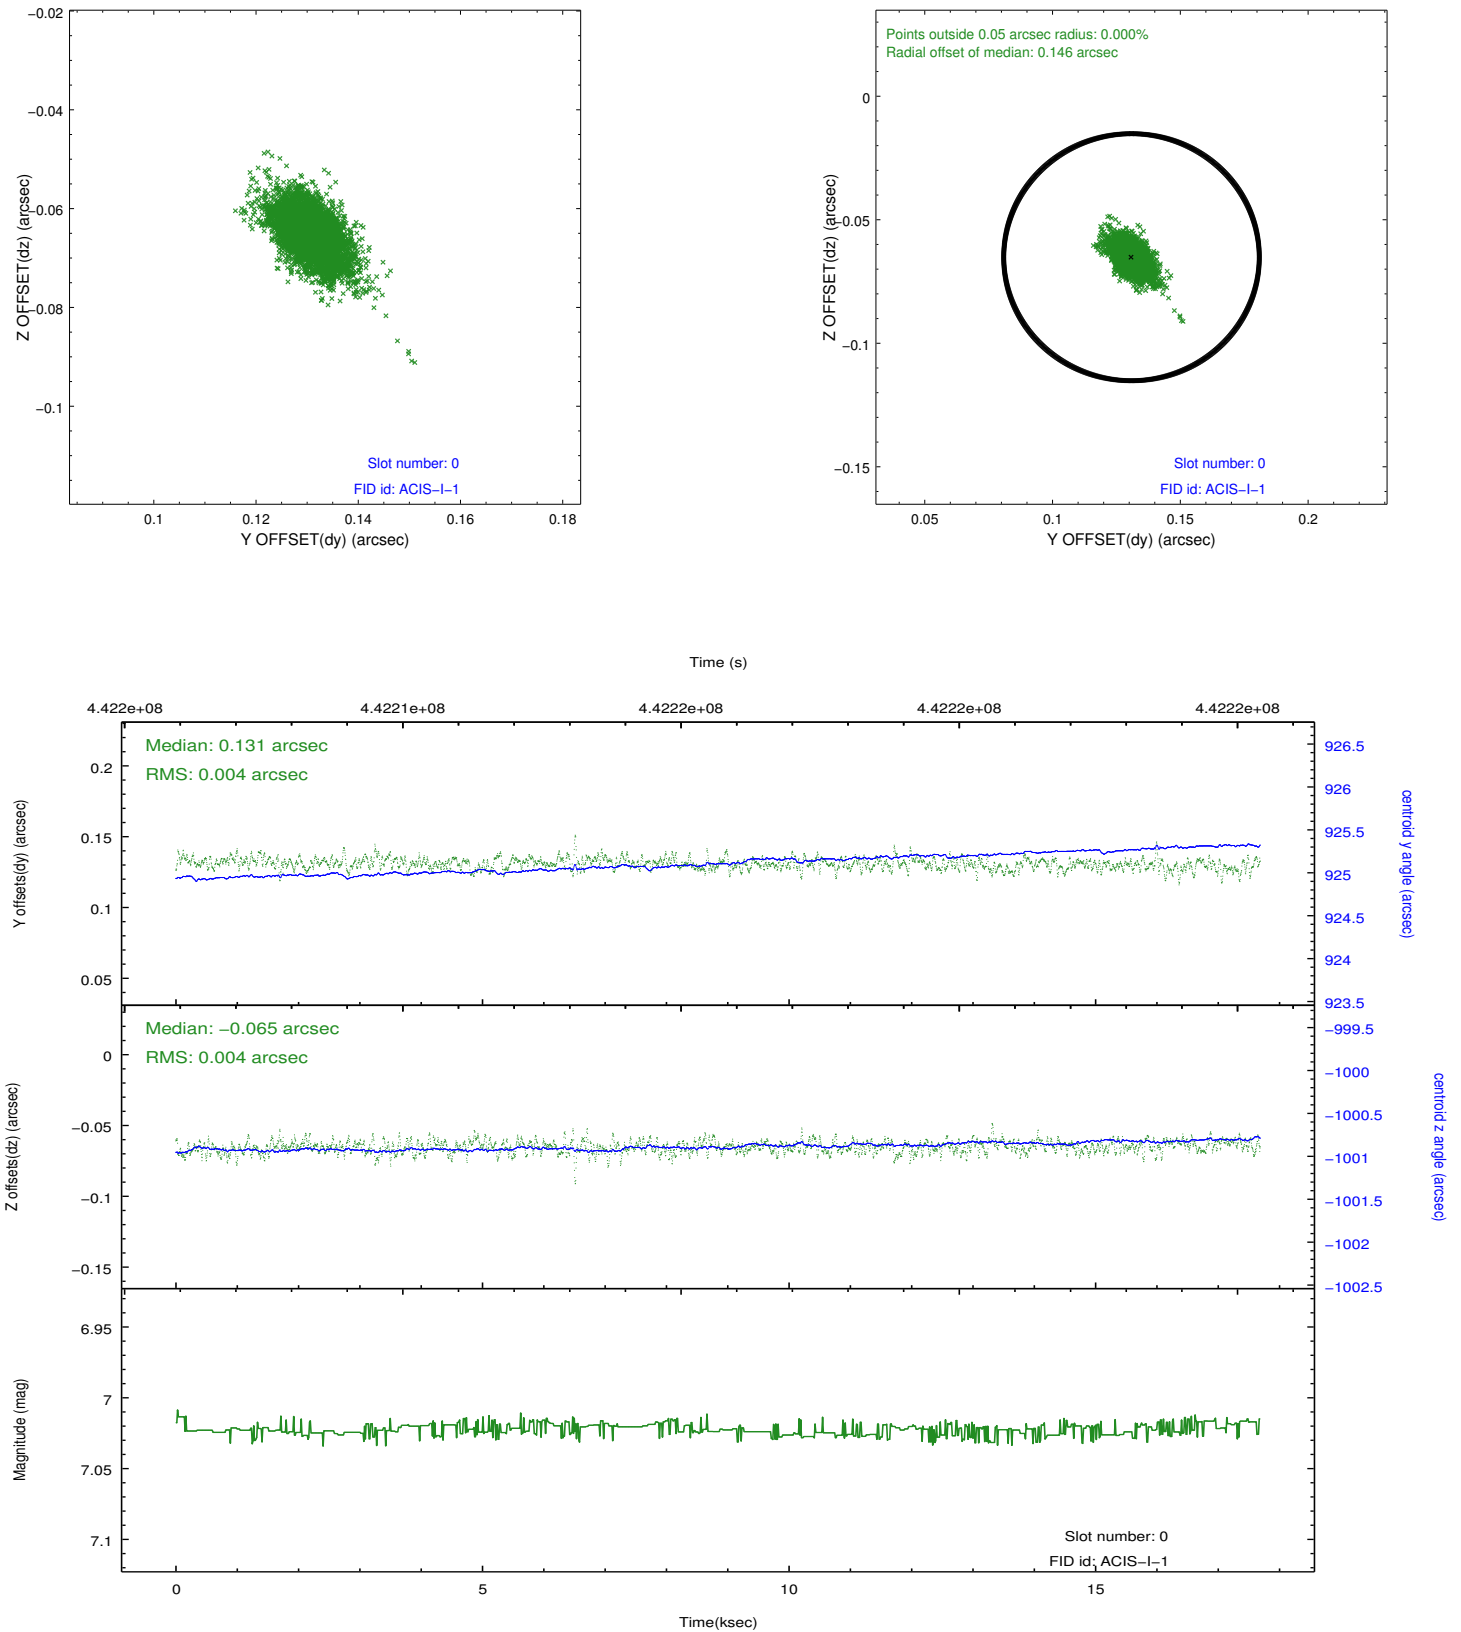 −0.02
−0.04
−0.06
−0.08
−0.1
Z OFFSET(dz) (arcsec)
Slot number: 0
FID id: ACIS−I−1
0.1
0.12
0.14
0.16
0.18
Y OFFSET(dy) (arcsec)
Points outside 0.05 arcsec radius: 0.000%
Radial offset of median: 0.146 arcsec
0
−0.05
−0.1
−0.15
Z OFFSET(dz) (arcsec)
Slot number: 0
FID id: ACIS−I−1
0.05
0.1
0.15
0.2
Y OFFSET(dy) (arcsec)
Time (s)
4.422e+08
4.4221e+08
4.4222e+08
4.4222e+08
4.4222e+08
Median: 0.131 arcsec
RMS: 0.004 arcsec
0.2
0.15
0.1
0.05
Y offsets(dy) (arcsec)
926.5
926
925.5
925
924.5
924
923.5
centroid y angle (arcsec)
Median: −0.065 arcsec
RMS: 0.004 arcsec
0
−0.05
−0.1
−0.15
Z offsets(dz) (arcsec)
−999.5
−1000
−1000.5
−1001
−1001.5
−1002
−1002.5
centroid z angle (arcsec)
6.95
7
7.05
7.1
Magnitude (mag)
Slot number: 0
FID id: ACIS−I−1
0
5
10
15
Time(ksec)